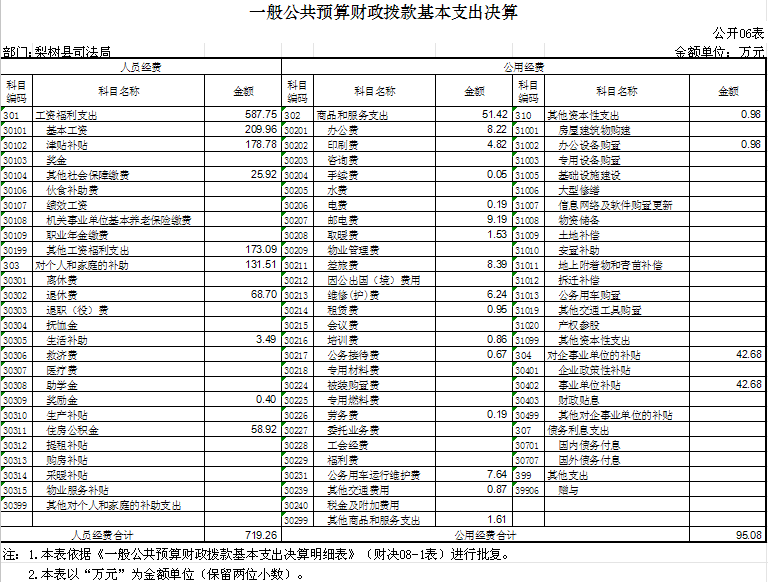 一般公共预算财政拨款基本支出决算
公开06表
部门:梨树县司法局 金额单位：万元
人员经费 公用经费
科目编码 科目名称 金额 科目编码 科目名称 金额 科目编码 科目名称 金额
301 工资福利支出 587.75 302 商品和服务支出 51.42 310 其他资本性支出 0.98
30101 基本工资 209.96 30201 办公费 8.22 31001 房屋建筑物购建
30102 津贴补贴 178.78 30202 印刷费 4.82 31002 办公设备购置 0.98
30103 奖金 30203 咨询费 31003 专用设备购置
30104 其他社会保障缴费 25.92 30204 手续费 0.05 31005 基础设施建设
30106 伙食补助费 30205 水费 31006 大型修缮
30107 绩效工资 30206 电费 0.19 31007 信息网络及软件购置更新
30108 机关事业单位基本养老保险缴费 30207 邮电费 9.19 31008 物资储备
30109 职业年金缴费 30208 取暖费 1.53 31009 土地补偿
30199 其他工资福利支出 173.09 30209 物业管理费 31010 安置补助
303 对个人和家庭的补助 131.51 30211 差旅费 8.39 31011 地上附着物和青苗补偿
30301 离休费 30212 因公出国（境）费用 31012 拆迁补偿
30302 退休费 68.70 30213 维修(护)费 6.24 31013 公务用车购置
30303 退职（役）费 30214 租赁费 0.95 31019 其他交通工具购置
30304 抚恤金 30215 会议费 31020 产权参股
30305 生活补助 3.49 30216 培训费 0.86 31099 其他资本性支出
30306 救济费 30217 公务接待费 0.67 304 对企事业单位的补贴 42.68
30307 医疗费 30218 专用材料费 30401 企业政策性补贴
30308 助学金 30224 被装购置费 30402 事业单位补贴 42.68
30309 奖励金 0.40 30225 专用燃料费 30403 财政贴息
30310 生产补贴 30226 劳务费 0.19 30499 其他对企事业单位的补贴
30311 住房公积金 58.92 30227 委托业务费 307 债务利息支出
30312 提租补贴 30228 工会经费 30701 国内债务付息
30313 购房补贴 30229 福利费 30707 国外债务付息
30314 采暖补贴 30231 公务用车运行维护费 7.64 399 其他支出
30315 物业服务补贴 30239 其他交通费用 0.87 39906 赠与
30399 其他对个人和家庭的补助支出 30240 税金及附加费用
30299 其他商品和服务支出 1.61
人员经费合计 719.26 公用经费合计 95.08
注：1.本表依据《一般公共预算财政拨款基本支出决算明细表》（财决08-1表）进行批复。
2.本表以“万元”为金额单位（保留两位小数）。